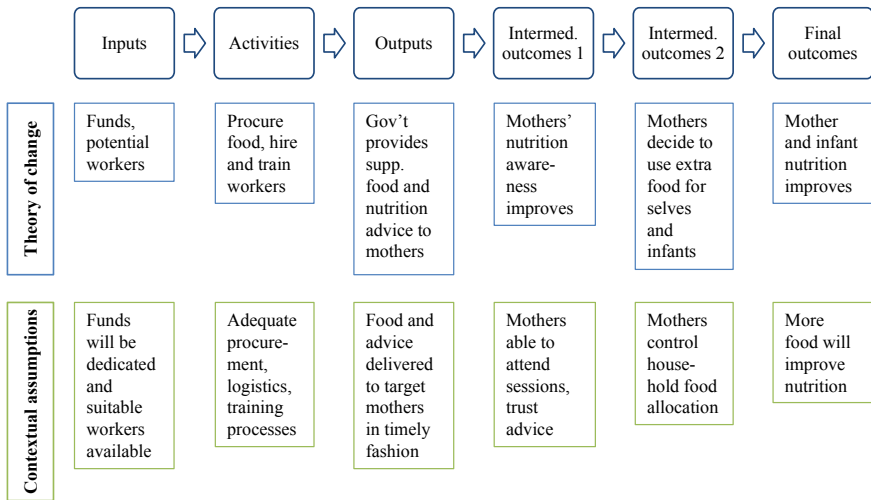 Inputs
Activities
Outputs
Intermed.
outcomes 1
Intermed.
outcomes 2
Final
outcomes
Theory of change
Funds,
potential
workers
Procure
food, hire
and train
workers
Gov't
provides
supp.
food and
nutrition
advice to
mothers
Mothers'
nutrition
aware-
ness
improves
Mothers
decide to
use extra
food for
selves
and
infants
Mother
and infant
nutrition
improves
Contextual assumptions
Funds
will be
dedicated
and
suitable
workers
available
Adequate
procure-
ment,
logistics,
training
processes
Food and
advice
delivered
to target
mothers
in timely
fashion
Mothers
able to
attend
sessions,
trust
advice
Mothers
control
house-
hold food
allocation
More
food will
improve
nutrition